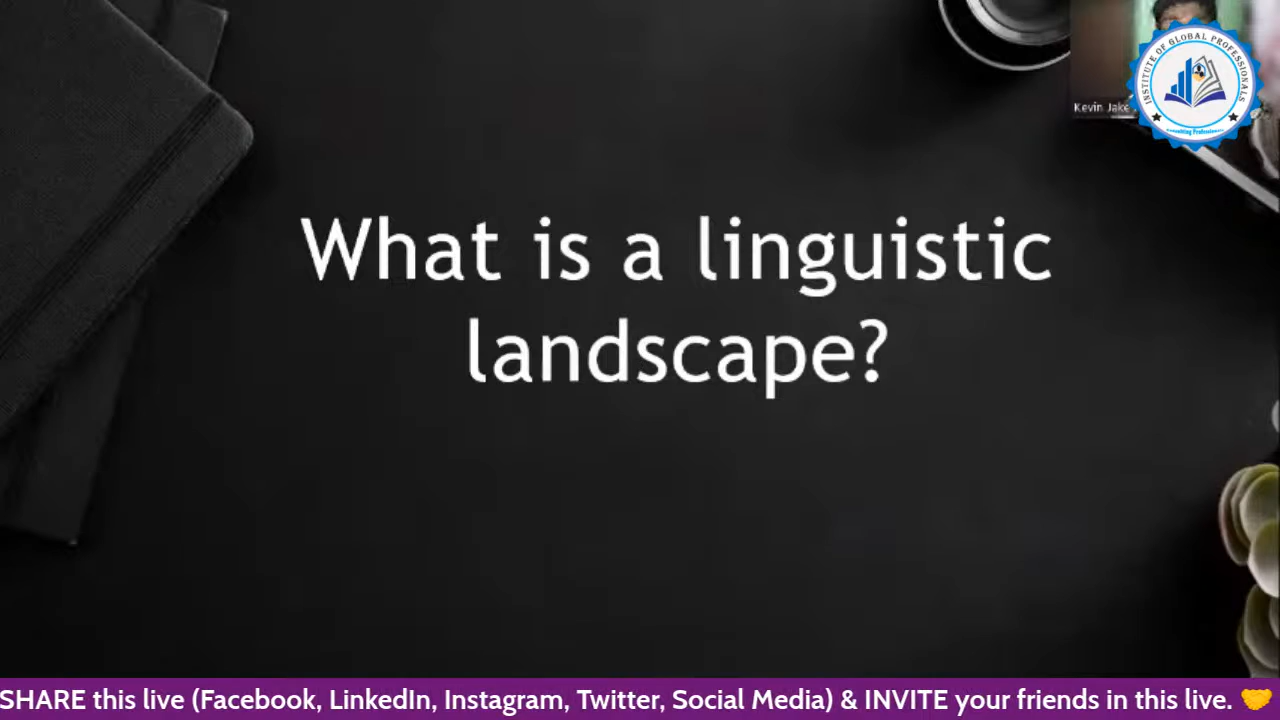 INSTITUTE OF GLOBAL PROFESSIONALS
Kevin Jake
What is a linguistic
landscape?
SHARE this live (Facebook, LinkedIn, Instagram, Twitter, Social Media) & INVITE your friends in this live. 🤝